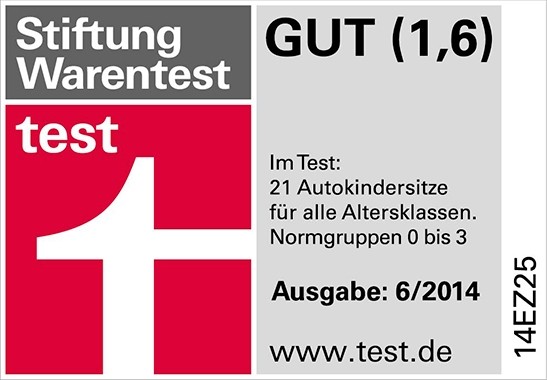 Stiftung
Warentest
test
GUT (1,6)
Im Test:
21 Autokindersitze
für alle Altersklassen.
Normgruppen 0 bis 3
Ausgabe: 6/2014
www.test.de
14EZ25